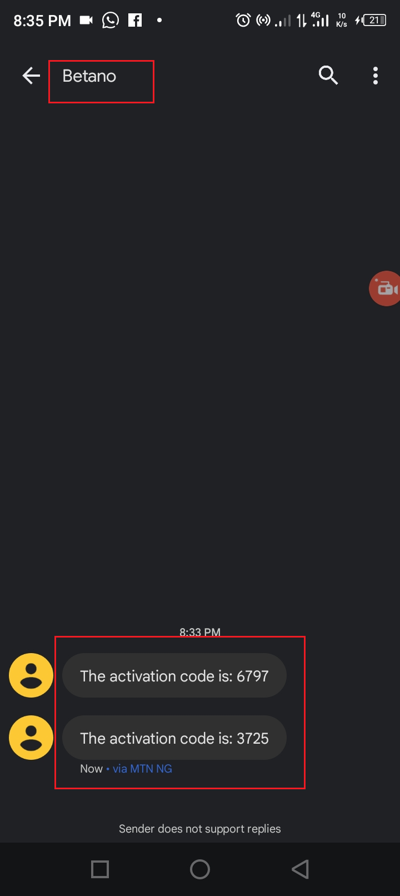 8:35 PM
4G
10
K/s
21
Betano
8:33 PM
The activation code is: 6797
The activation code is: 3725
Now • via MTN NG
Sender does not support replies